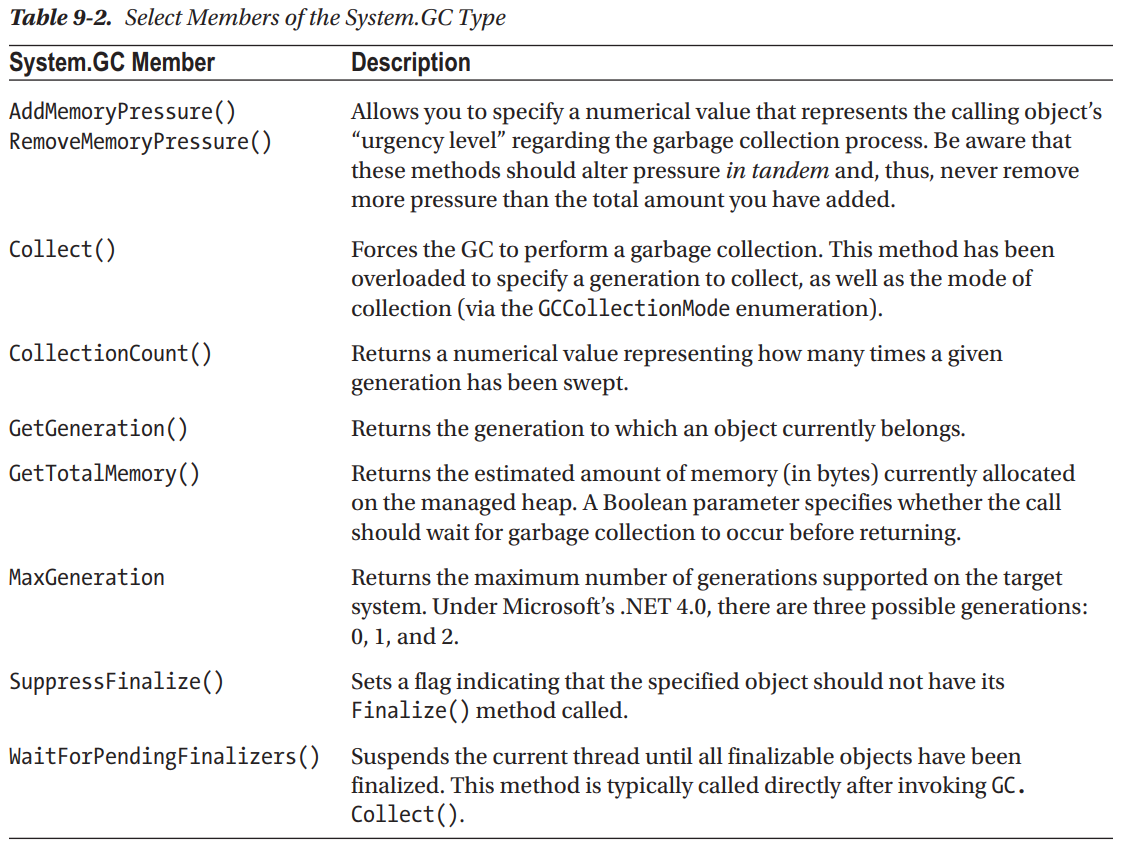 Table 9-2. Select Members of the System.GC Type
System.GC Member Description
AddMemoryPressure() Allows you to specify a numerical value that represents the calling object’s
RemoveMemoryPressure() “urgency level” regarding the garbage collection process. Be aware that
these methods should alter pressure in tandem and, thus, never remove
more pressure than the total amount you have added.
Collect() Forces the GC to perform a garbage collection. This method has been
overloaded to specify a generation to collect, as well as the mode of
collection (via the GCCollectionMode enumeration).
CollectionCount() Returns a numerical value representing how many times a given
generation has been swept.
GetGeneration() Returns the generation to which an object currently belongs.
GetTotalMemory() Returns the estimated amount of memory (in bytes) currently allocated
on the managed heap. A Boolean parameter specifies whether the call
should wait for garbage collection to occur before returning.
MaxGeneration Returns the maximum number of generations supported on the target
system. Under Microsoft’s .NET 4.0, there are three possible generations:
0, 1, and 2.
SuppressFinalize() Sets a flag indicating that the specified object should not have its
Finalize() method called.
WaitForPendingFinalizers() Suspends the current thread until all finalizable objects have been
finalized. This method is typically called directly after invoking GC.
Collect().